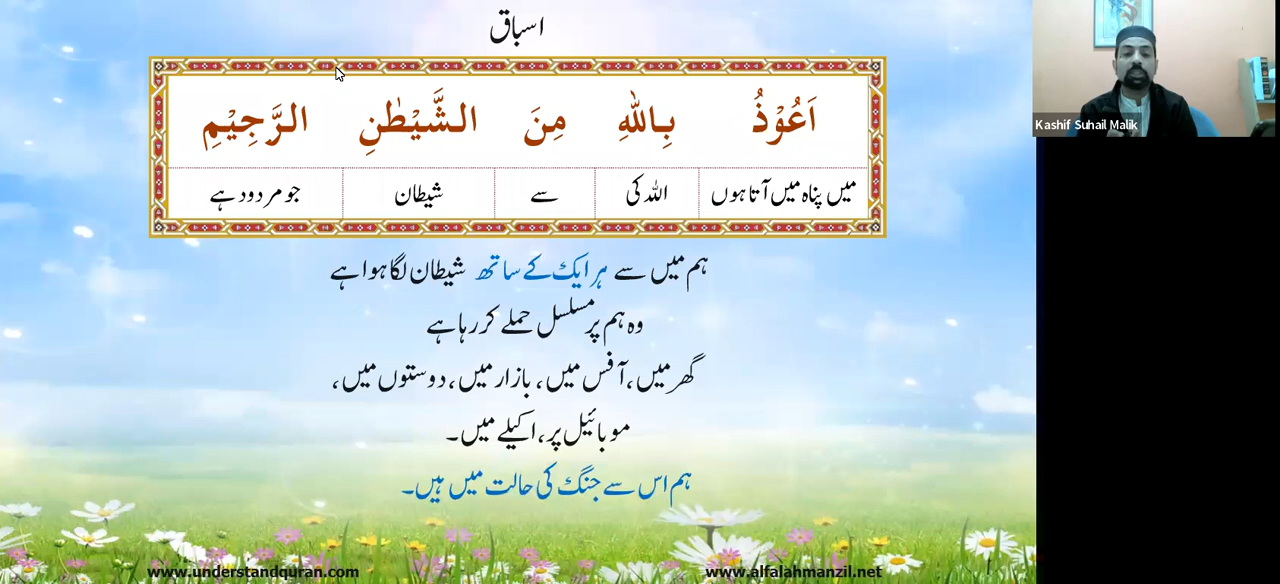 اسباق
اَعُوْذُ بِاللهِ مِنَ الشَّيْطٰنِ الرَّجِيْمِ
میں پناہ میں آتا ہوں اللہ کی سے شیطان جو مردود ہے
ہم میں سے ہر ایک کے ساتھ شیطان لگا ہوا ہے
وہ ہم پر مسلسل حملے کر رہا ہے
گھر میں، آفس میں، بازار میں، دوستوں میں،
موبائیل پر، اکیلے میں۔
ہم اس سے جنگ کی حالت میں ہیں۔
www.understandquran.com
www.alfalahmanzil.net
Kashif Suhail Malik